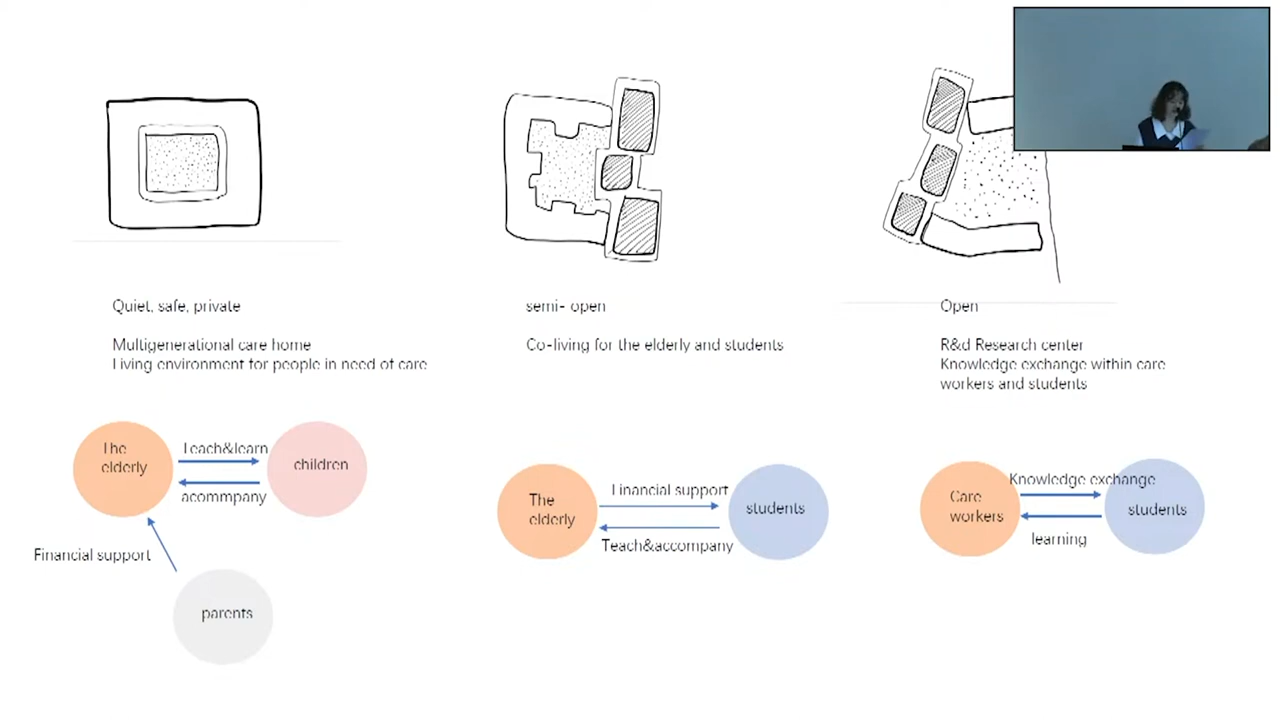 Quiet, safe, private
Multigenerational care home
Living environment for people in need of care
The
elderly
Teach&learn
acommpany
children
Financial support
parents
semi- open
Co-living for the elderly and students
The
elderly
Financial support
Teach&accompany
students
Open
R&d Research center
Knowledge exchange within care
workers and students
Care
workers
Knowledge exchange
learning
students